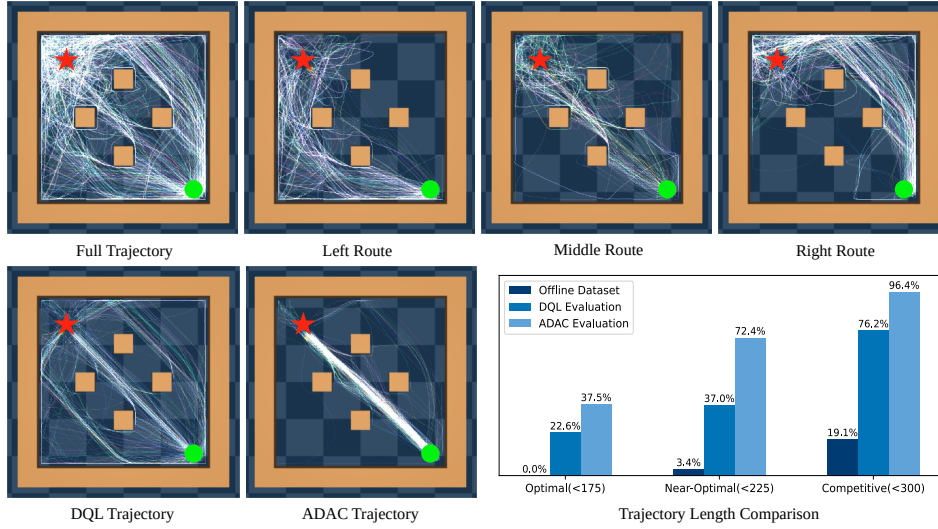 Full Trajectory
Left Route
Middle Route
Right Route
Offline Dataset
DQL Evaluation
ADAC Evaluation
0.0%
22.6%
37.5%
3.4%
37.0%
72.4%
19.1%
76.2%
96.4%
Optimal(<175)
Near-Optimal(<225)
Competitive(<300)
DQL Trajectory
ADAC Trajectory
Trajectory Length Comparison